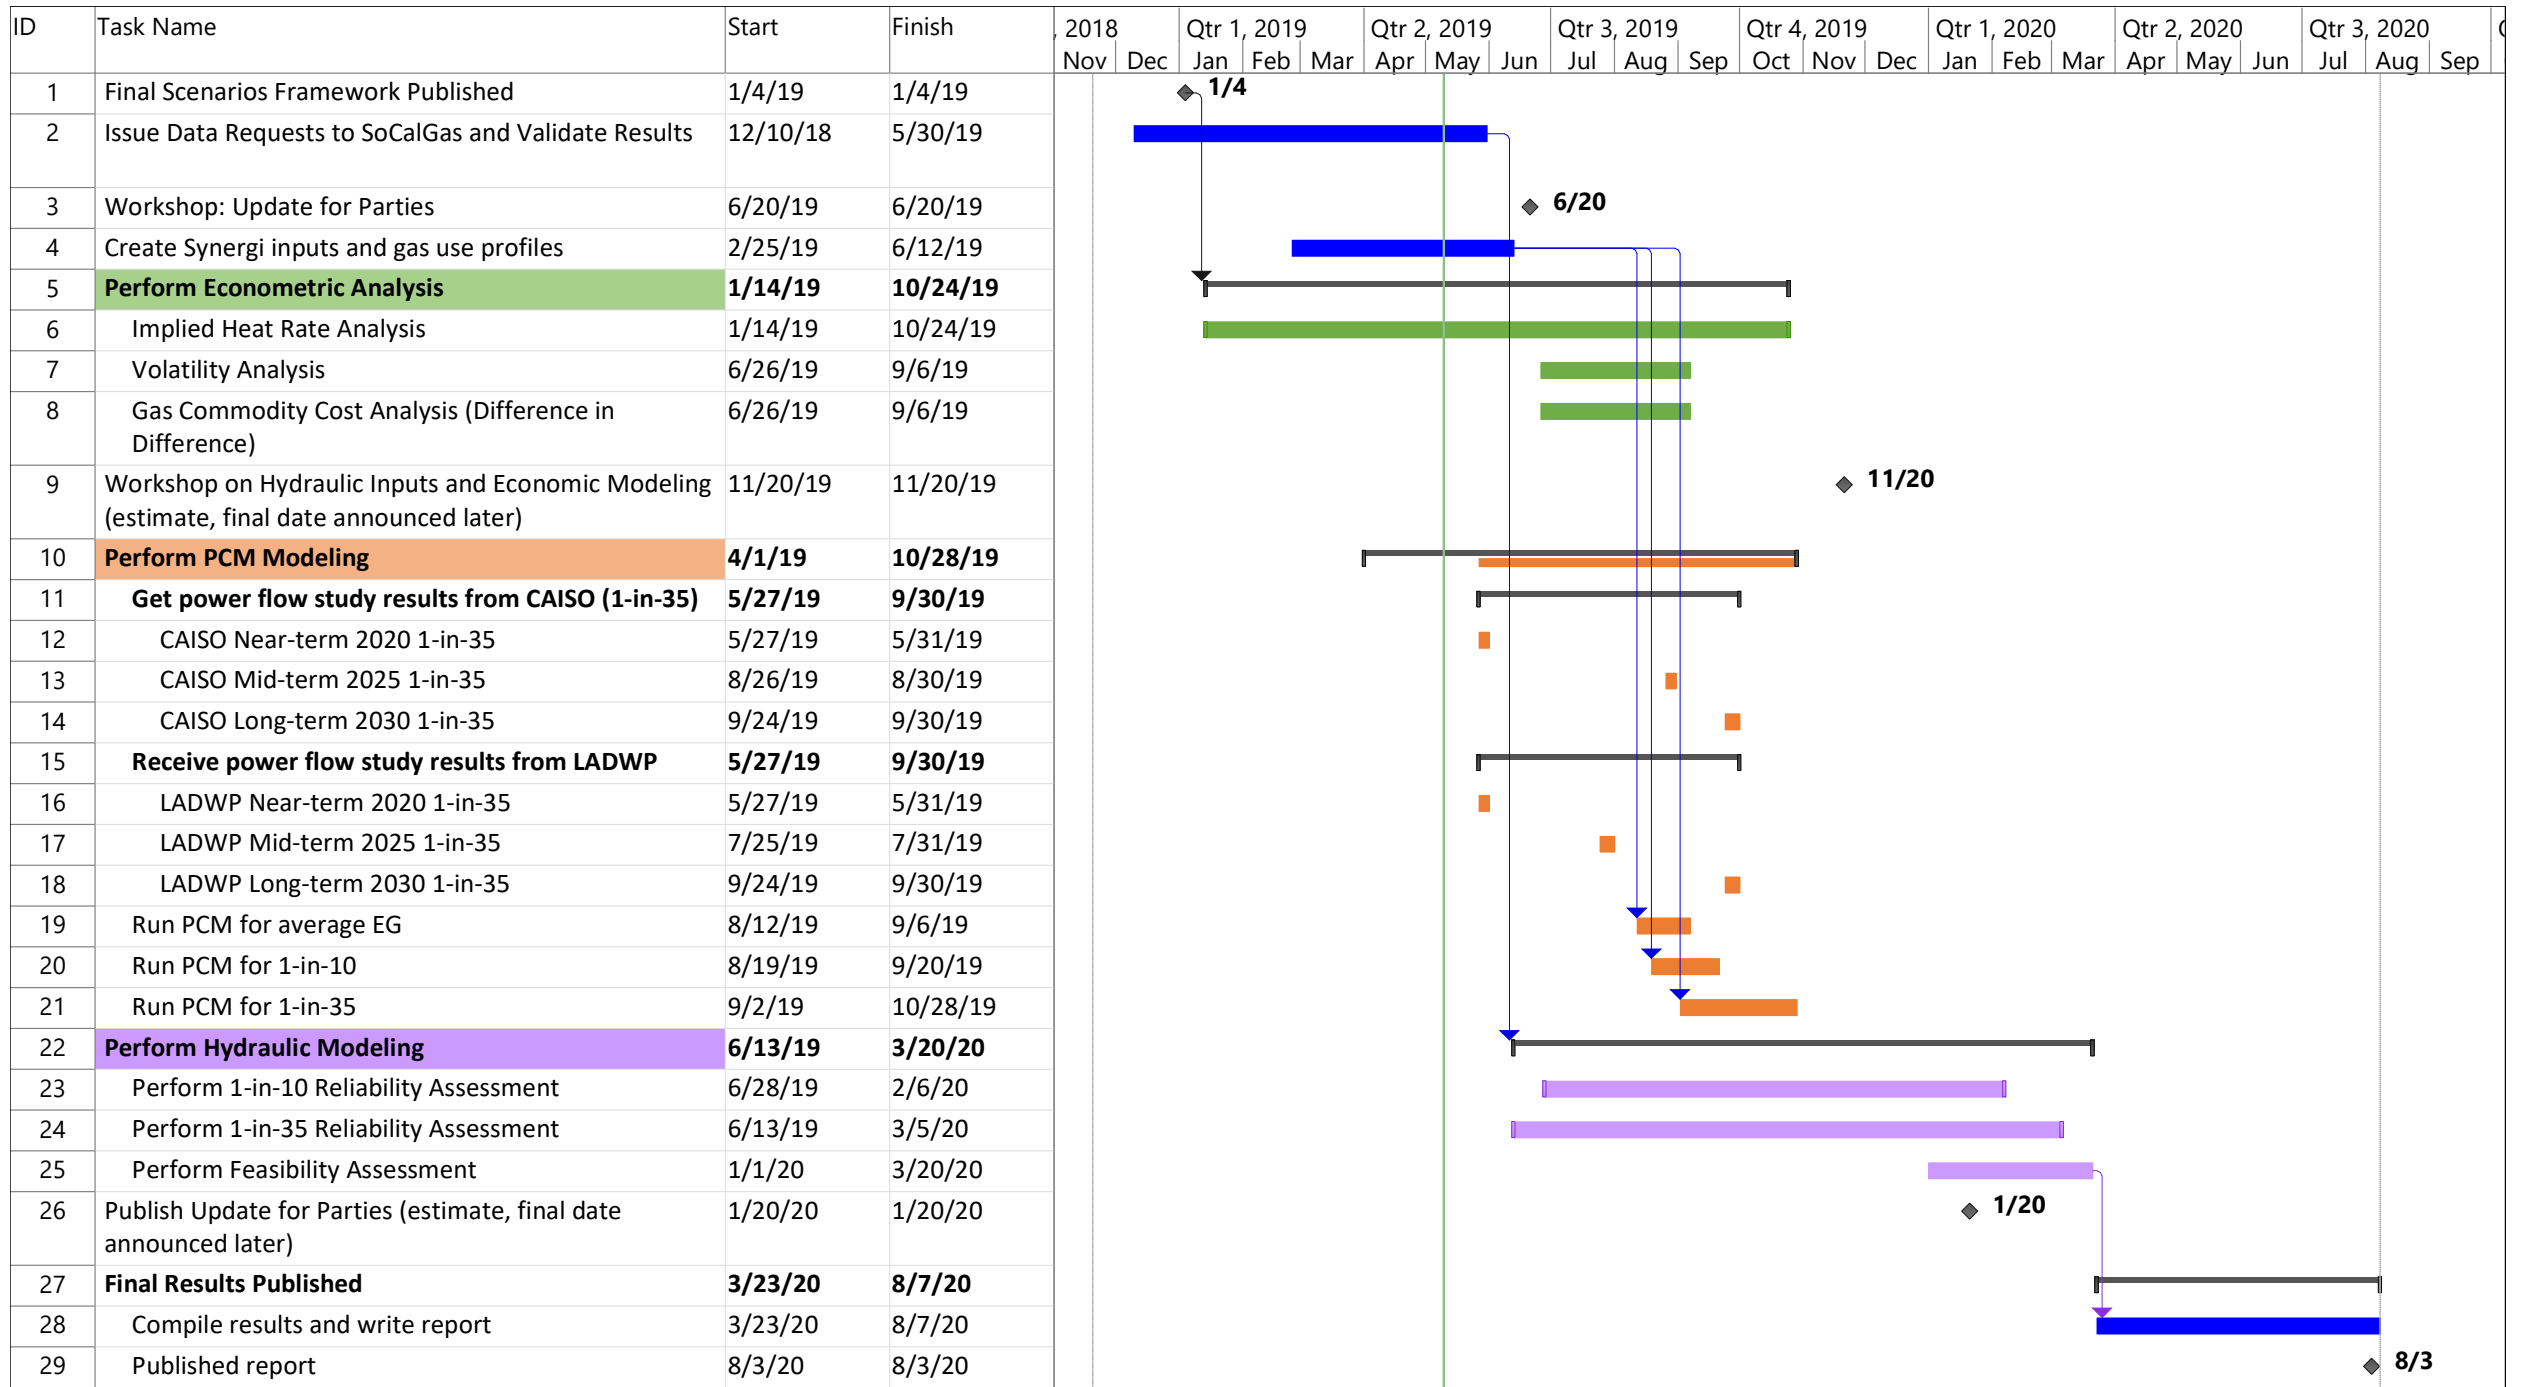 ID Task Name Start Finish , 2018 Qtr 1, 2019 Qtr 2, 2019 Qtr 3, 2019 Qtr 4, 2019 Qtr 1, 2020 Qtr 2, 2020 Qtr 3, 2020
Nov Dec Jan Feb Mar Apr May Jun Jul Aug Sep Oct Nov Dec Jan Feb Mar Apr May Jun Jul Aug Sep
1 Final Scenarios Framework Published 1/4/19 1/4/19 1/4
2 Issue Data Requests to SoCalGas and Validate Results 12/10/18 5/30/19
3 Workshop: Update for Parties 6/20/19 6/20/19 6/20
4 Create Synergi inputs and gas use profiles 2/25/19 6/12/19
5 Perform Econometric Analysis 1/14/19 10/24/19
6 Implied Heat Rate Analysis 1/14/19 10/24/19
7 Volatility Analysis 6/26/19 9/6/19
8 Gas Commodity Cost Analysis (Difference in 6/26/19 9/6/19
Difference)
9 Workshop on Hydraulic Inputs and Economic Modeling 11/20/19 11/20/19 11/20
(estimate, final date announced later)
10 Perform PCM Modeling 4/1/19 10/28/19
11 Get power flow study results from CAISO (1-in-35) 5/27/19 9/30/19
12 CAISO Near-term 2020 1-in-35 5/27/19 5/31/19
13 CAISO Mid-term 2025 1-in-35 8/26/19 8/30/19
14 CAISO Long-term 2030 1-in-35 9/24/19 9/30/19
15 Receive power flow study results from LADWP 5/27/19 9/30/19
16 LADWP Near-term 2020 1-in-35 5/27/19 5/31/19
17 LADWP Mid-term 2025 1-in-35 7/25/19 7/31/19
18 LADWP Long-term 2030 1-in-35 9/24/19 9/30/19
19 Run PCM for average EG 8/12/19 9/6/19
20 Run PCM for 1-in-10 8/19/19 9/20/19
21 Run PCM for 1-in-35 9/2/19 10/28/19
22 Perform Hydraulic Modeling 6/13/19 3/20/20
23 Perform 1-in-10 Reliability Assessment 6/28/19 2/6/20
24 Perform 1-in-35 Reliability Assessment 6/13/19 3/5/20
25 Perform Feasibility Assessment 1/1/20 3/20/20
26 Publish Update for Parties (estimate, final date 1/20/20 1/20/20 1/20
announced later)
27 Final Results Published 3/23/20 8/7/20
28 Compile results and write report 3/23/20 8/7/20
29 Published report 8/3/20 8/3/20 8/3